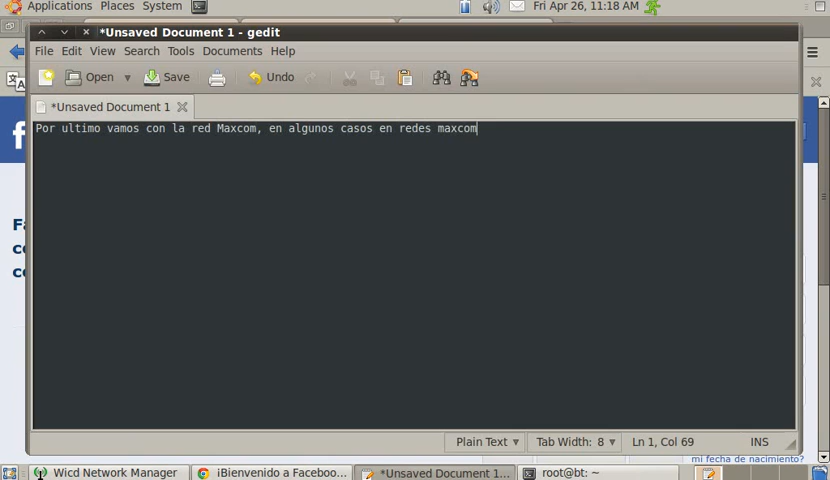 Applications Places System
Fri Apr 26, 11:18 AM
*Unsaved Document 1 - gedit
File Edit View Search Tools Documents Help
Open Save Undo
*Unsaved Document 1
Por ultimo vamos con la red Maxcom, en algunos casos en redes maxcom
Plain Text Tab Width: 8 Ln 1, Col 69 INS
mi fecha de nacimiento?
Wicd Network Manager ¡Bienvenido a Faceboo... *Unsaved Document 1... root@bt: ~